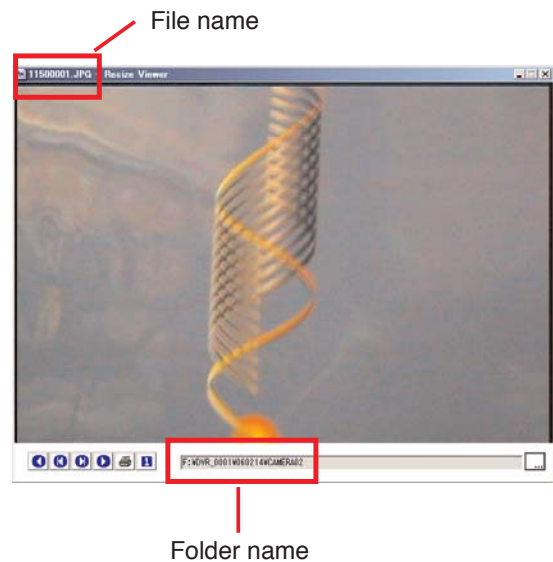 File name
11500001.JPG - Resize Viewer
F:¥DVR_0001¥060214¥CAMERA02
...
Folder name